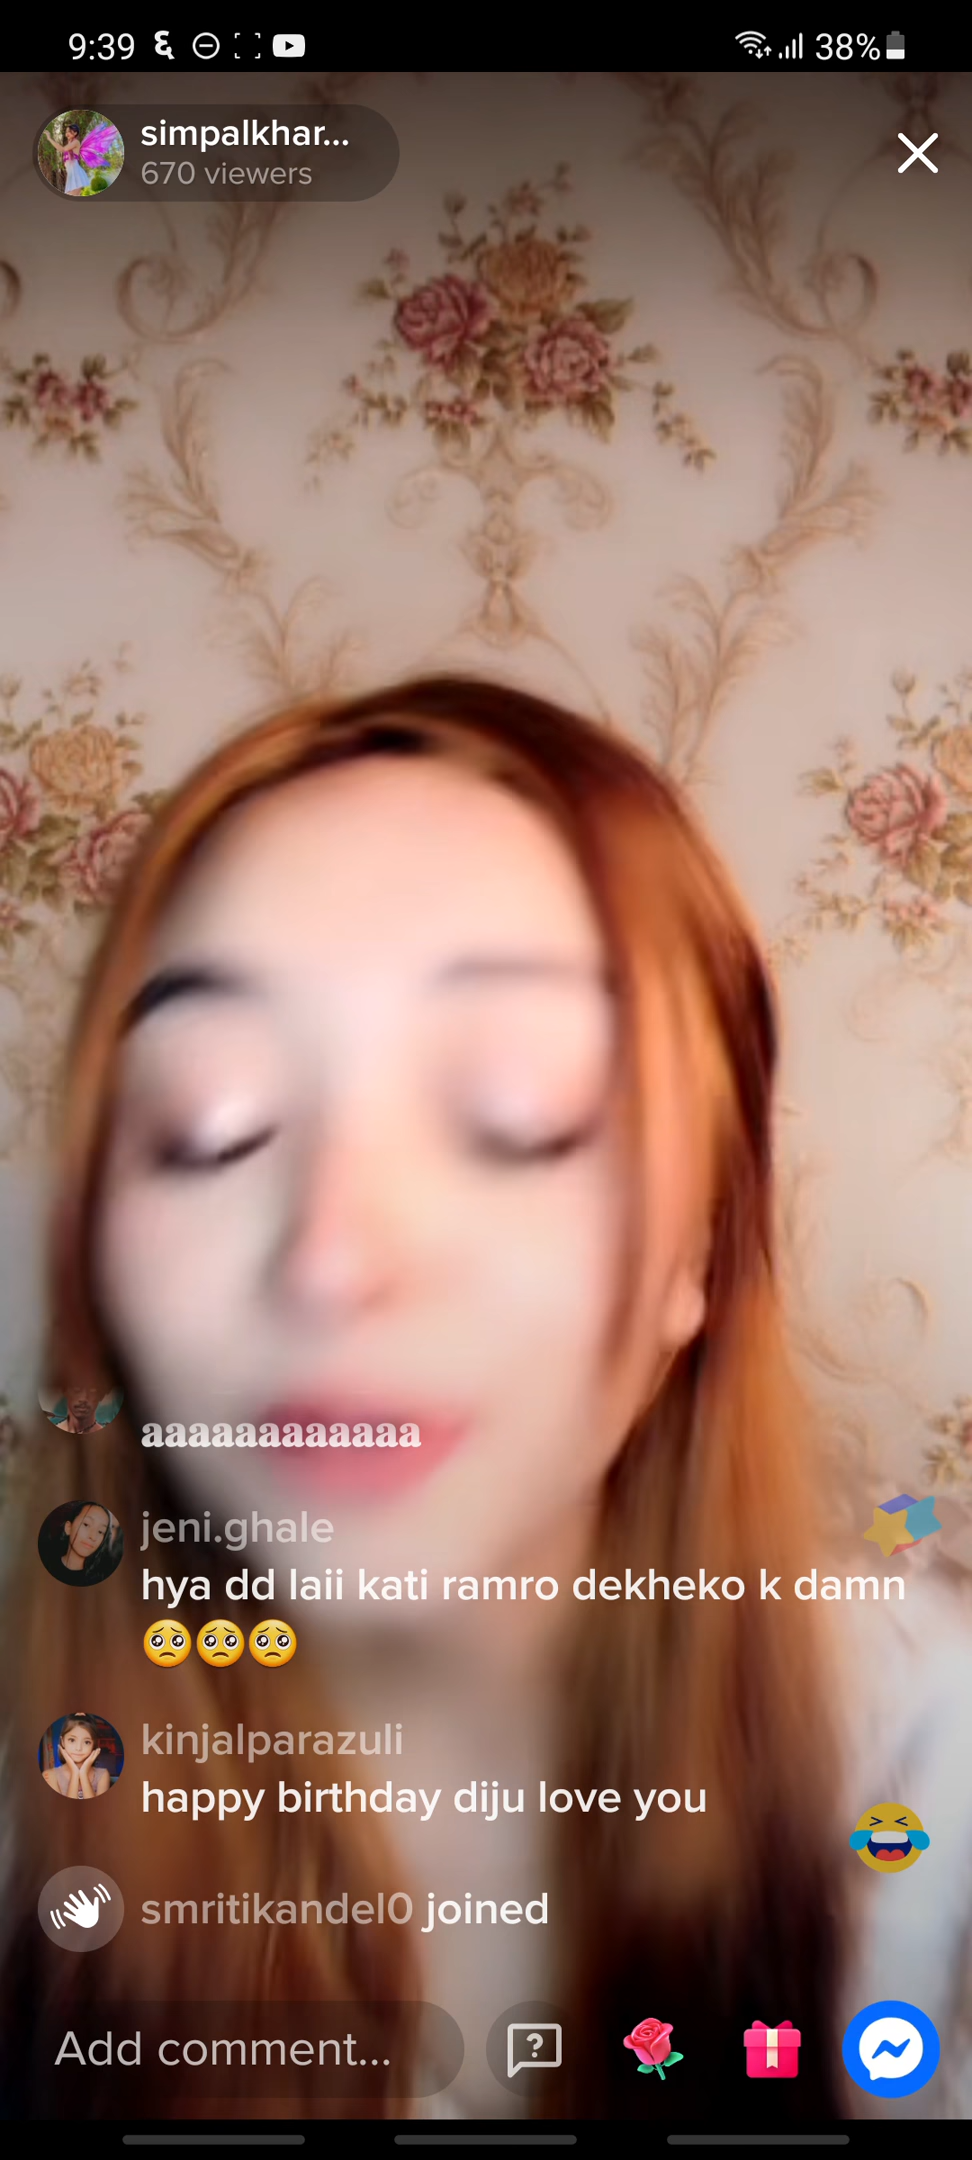 9:39
38%
simpalkhar...
670 viewers
aaaaaaaaaaaa
jeni.ghale
hya dd laii kati ramro dekheko k damn
🥺🥺🥺
kinjalparazuli
happy birthday diju love you
smritikandel0 joined
Add comment...